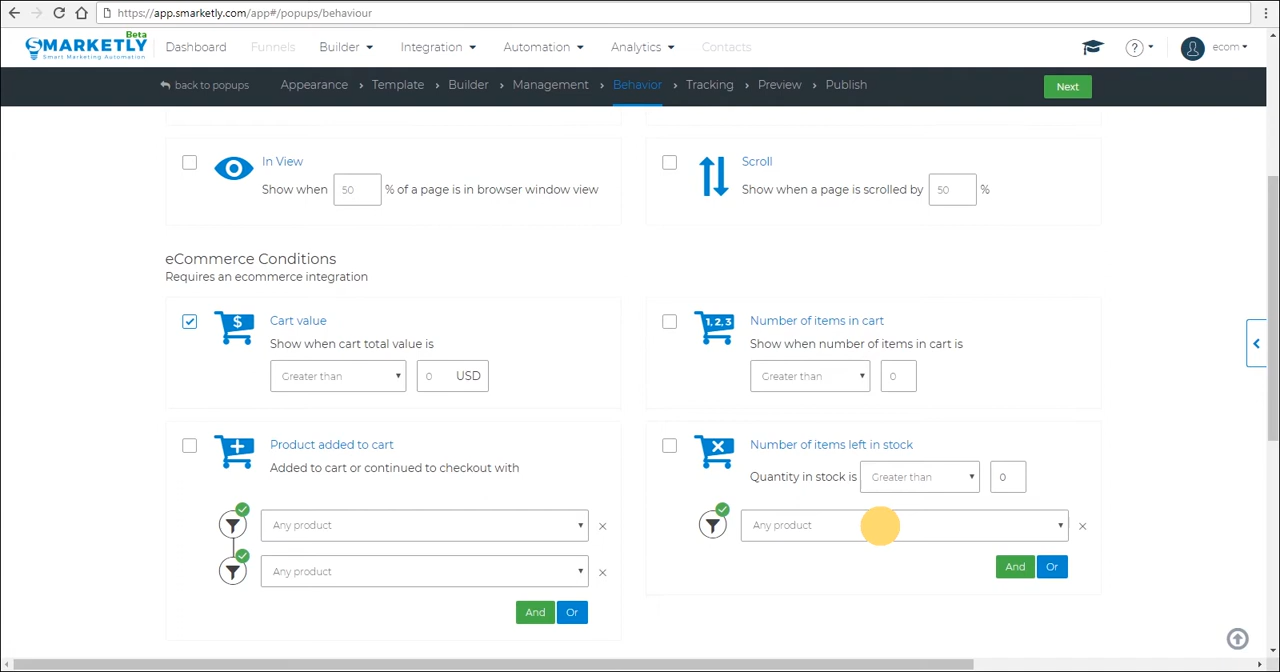 https://app.smarketly.com/app#/popups/behaviour
Beta
SMARKETLY
Smart Marketing Automation
Dashboard Funnels Builder Integration Automation Analytics Contacts ? ecom
back to popups Appearance › Template › Builder › Management › Behavior › Tracking › Preview › Publish Next
In View
Show when 50 % of a page is in browser window view
Scroll
Show when a page is scrolled by 50 %
eCommerce Conditions
Requires an ecommerce integration
$ Cart value
Show when cart total value is
Greater than 0 USD
1, 2, 3 Number of items in cart
Show when number of items in cart is
Greater than 0
Product added to cart
Added to cart or continued to checkout with
Any product
Any product
And Or
Number of items left in stock
Quantity in stock is Greater than 0
Any product
And Or